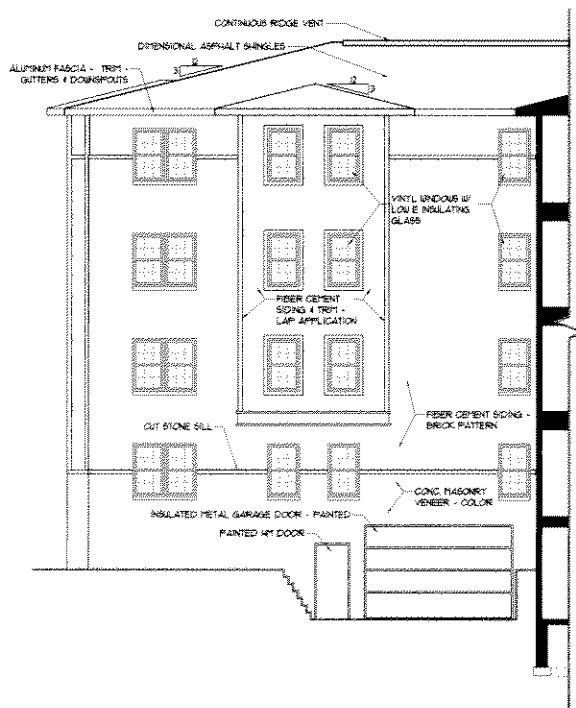 CONTINUOUS RIDGE VENT
DIMENSIONAL ASPHALT SHINGLES
ALUMINUM FASCIA - TRIM -
GUTTERS & DOWNSPOUTS
12
3
12
3
VINYL WINDOWS W/
LOW E INSULATING
GLASS
FIBER CEMENT
SIDING & TRIM -
LAP APPLICATION
FIBER CEMENT SIDING -
BRICK PATTERN
CUT STONE SILL
CONC. MASONRY
VENEER - COLOR
INSULATED METAL GARAGE DOOR - PAINTED
PAINTED HM DOOR